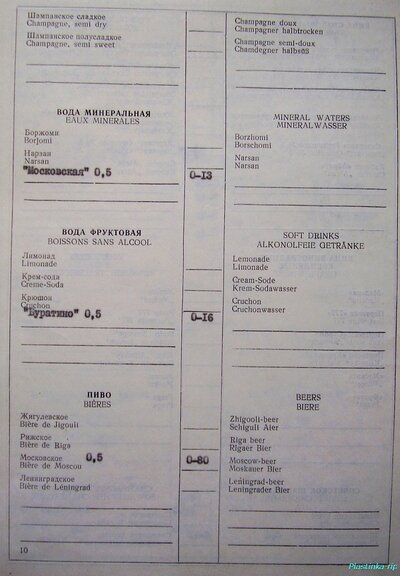 Шампанское сладкое
Champagne, semi dry
Шампанское полусладкое
Champagne, semi sweet
ВОДА МИНЕРАЛЬНАЯ
EAUX MINERALES
Боржоми
Borjomi
Нарзан
Narsan
"Московская" 0,5
0-13
ВОДА ФРУКТОВАЯ
BOISSONS SANS ALCOOL
Лимонад
Limonade
Крем-сода
Creme-Soda
Крюшон
Cruchon
"Буратино" 0,5
0-16
ПИВО
BIÈRES
Жигулевское
Bière de Jigouli
Рижское
Bière de Riga
Московское 0,5
0-80
Bière de Moscou
Ленинградское
Bière de Léningrad
10
Champagne doux
Champagner halbtrocken
Champagne semi-doux
Chamdegner halbsüß
MINERAL WATERS
MINERALWASSER
Borzhomi
Borschomi
Narsan
Narsan
SOFT DRINKS
ALKONOLFEIE GETRÄNKE
Lemonade
Limonade
Cream-Sode
Krem-Sodawasser
Cruchon
Cruchonwasser
BEERS
BIERE
Zhigooli-beer
Schiguli Aier
Riga beer
Rigaer Bier
Moscow-beer
Moskauer Bier
Leningrad-beer
Leningrader Bier
Plastinka-rip